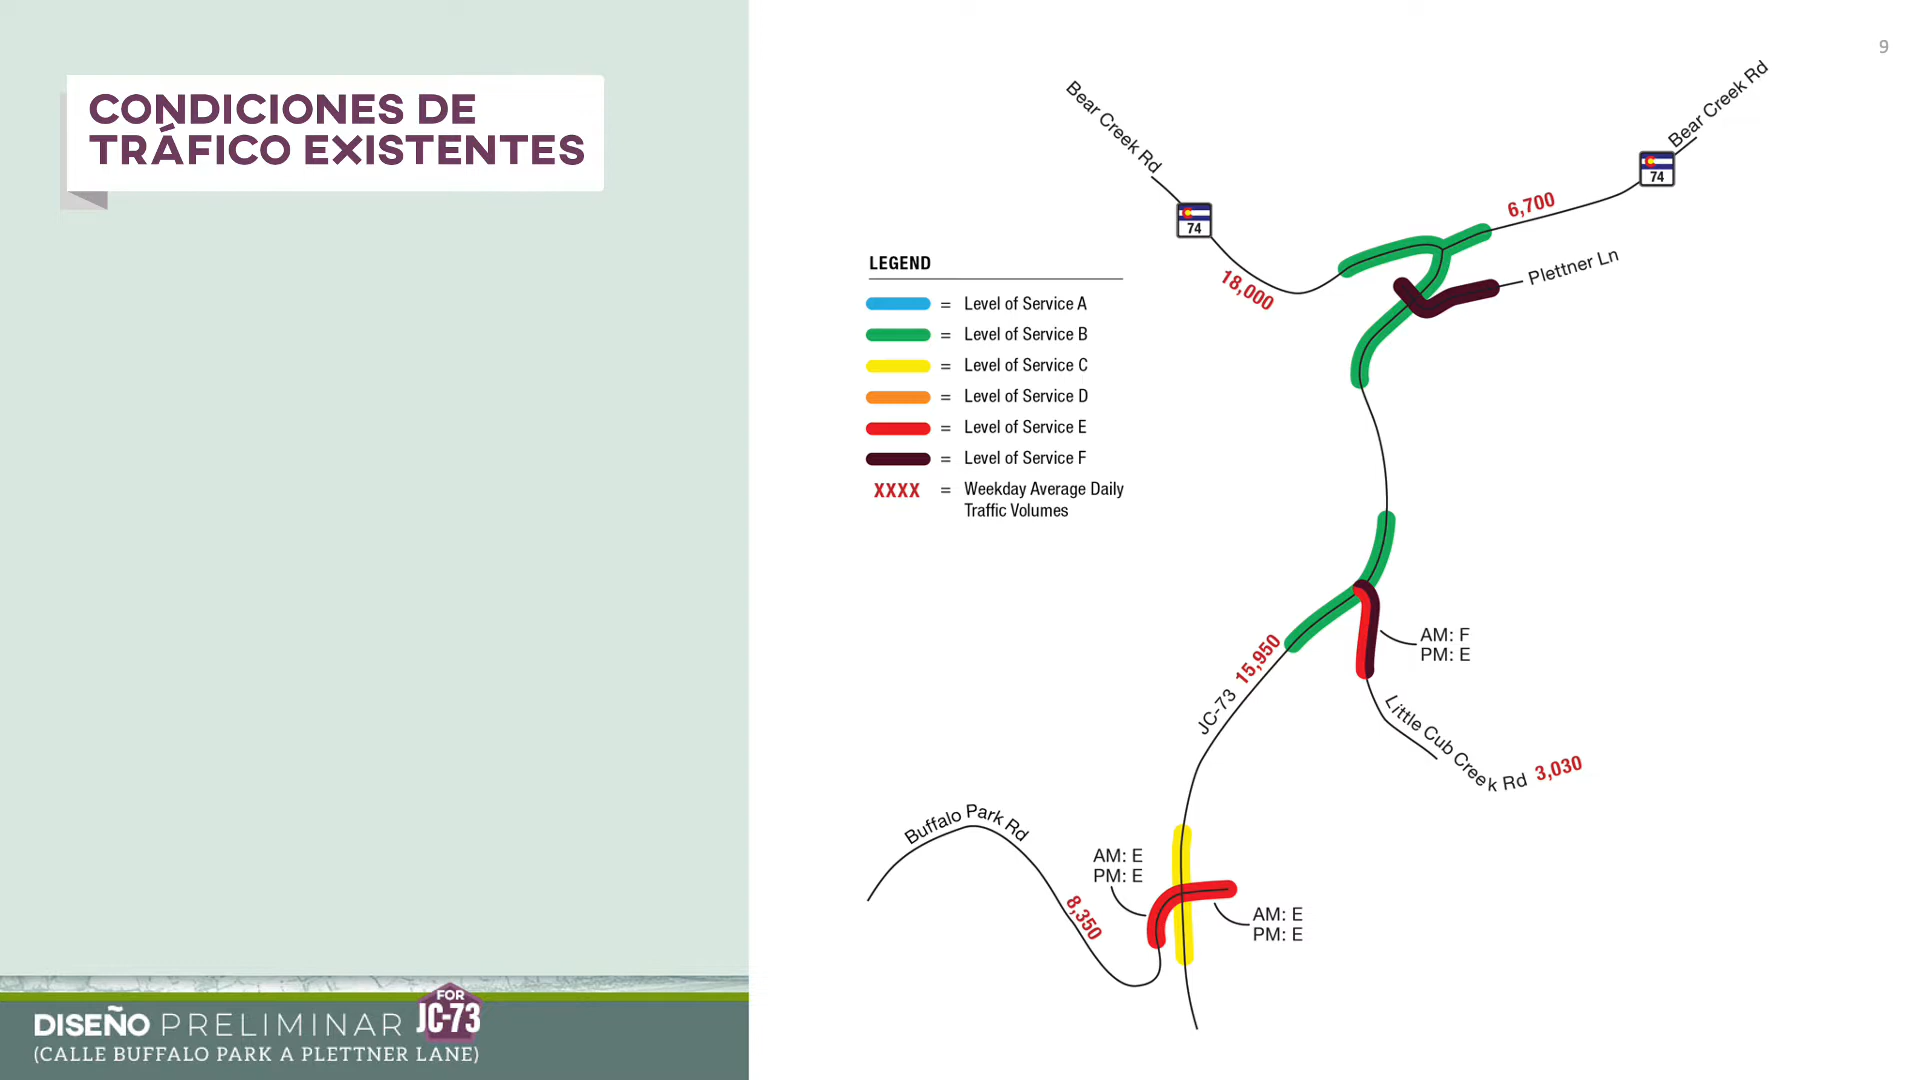 9
CONDICIONES DE
TRÁFICO EXISTENTES
Bear Creek Rd
Bear Creek Rd
74
74
6,700
18,000
Plettner Ln
LEGEND
= Level of Service A
= Level of Service B
= Level of Service C
= Level of Service D
= Level of Service E
= Level of Service F
XXXX = Weekday Average Daily
Traffic Volumes
AM: F
PM: E
JC-73 15,950
Little Cub Creek Rd 3,030
Buffalo Park Rd
8,350
AM: E
PM: E
AM: E
PM: E
DISEÑO PRELIMINAR FOR JC-73
(CALLE BUFFALO PARK A PLETTNER LANE)